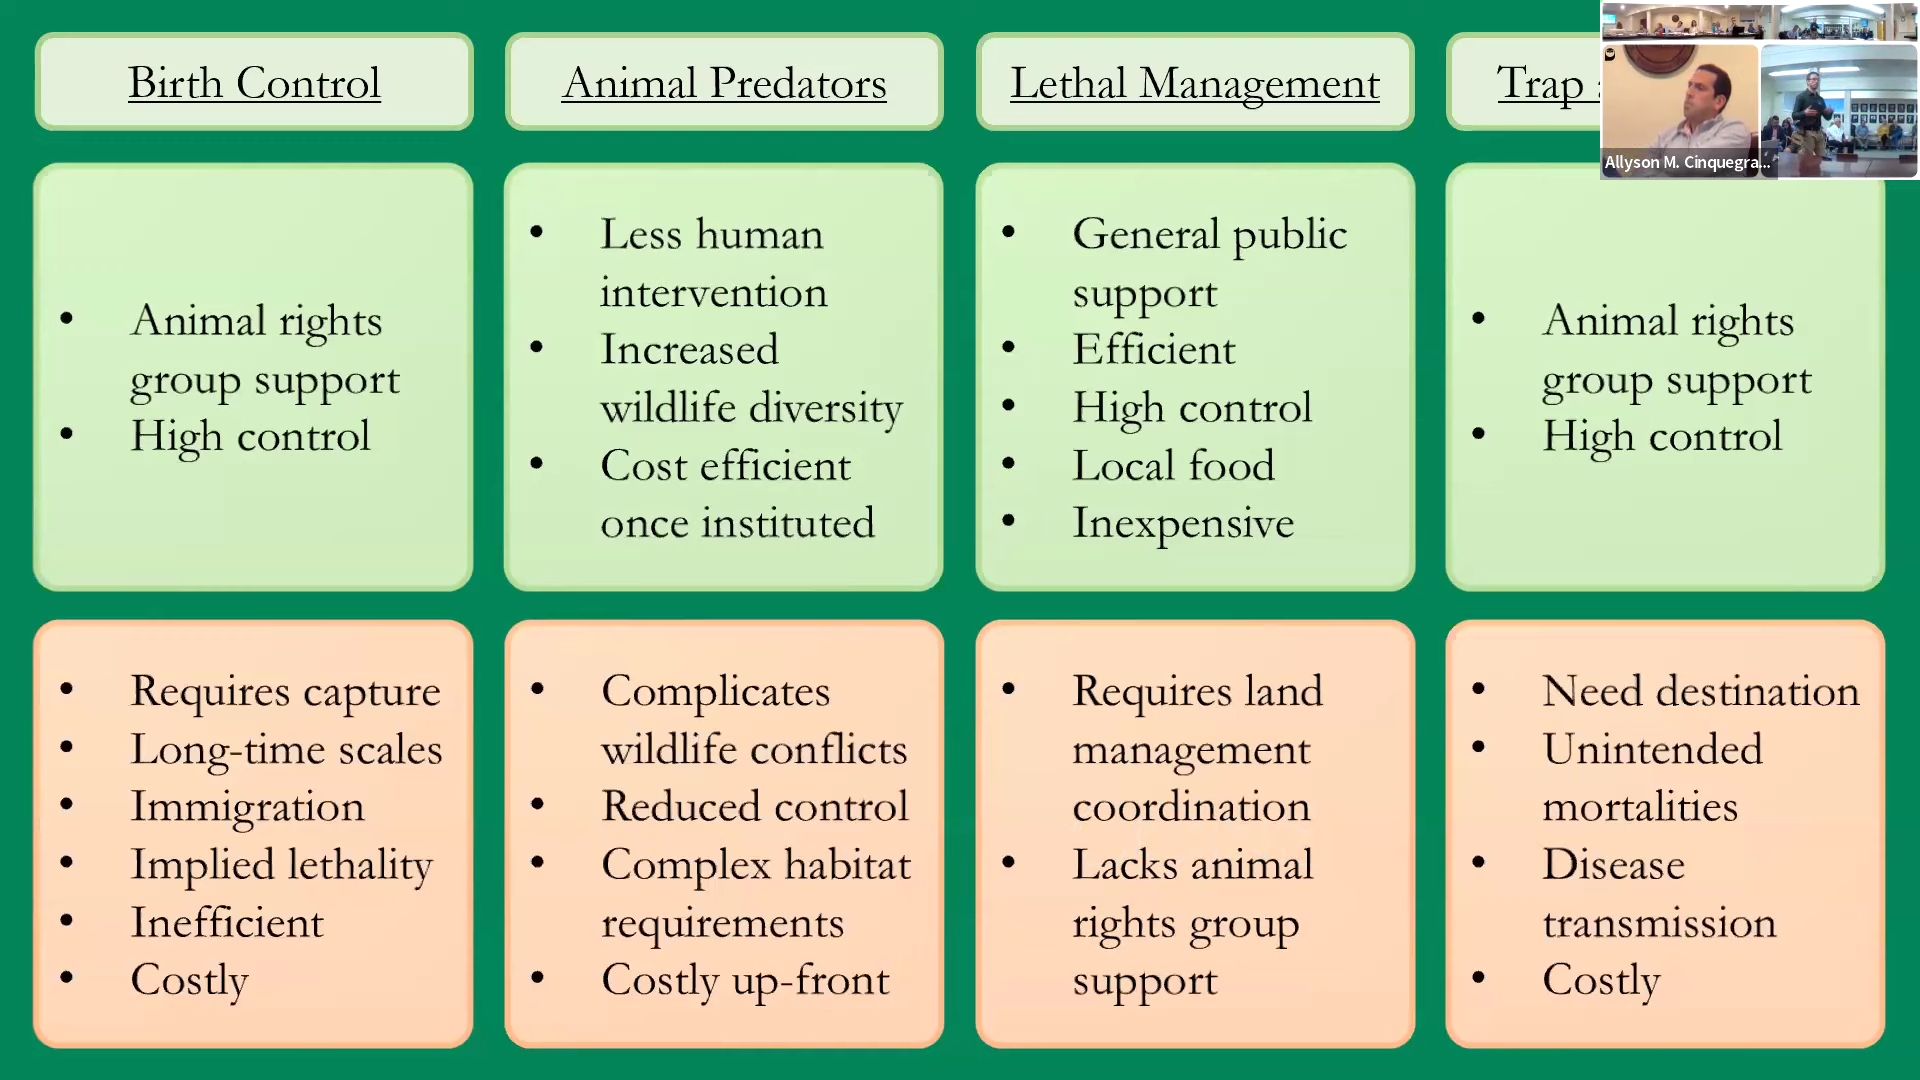 Birth Control
Animal Predators
Lethal Management
Trap
Allyson M. Cinquegra...
• Animal rights
group support
• High control
• Less human
intervention
• Increased
wildlife diversity
• Cost efficient
once instituted
• General public
support
• Efficient
• High control
• Local food
• Inexpensive
• Animal rights
group support
• High control
• Requires capture
• Long-time scales
• Immigration
• Implied lethality
• Inefficient
• Costly
• Complicates
wildlife conflicts
• Reduced control
• Complex habitat
requirements
• Costly up-front
• Requires land
management
coordination
• Lacks animal
rights group
support
• Need destination
• Unintended
mortalities
• Disease
transmission
• Costly